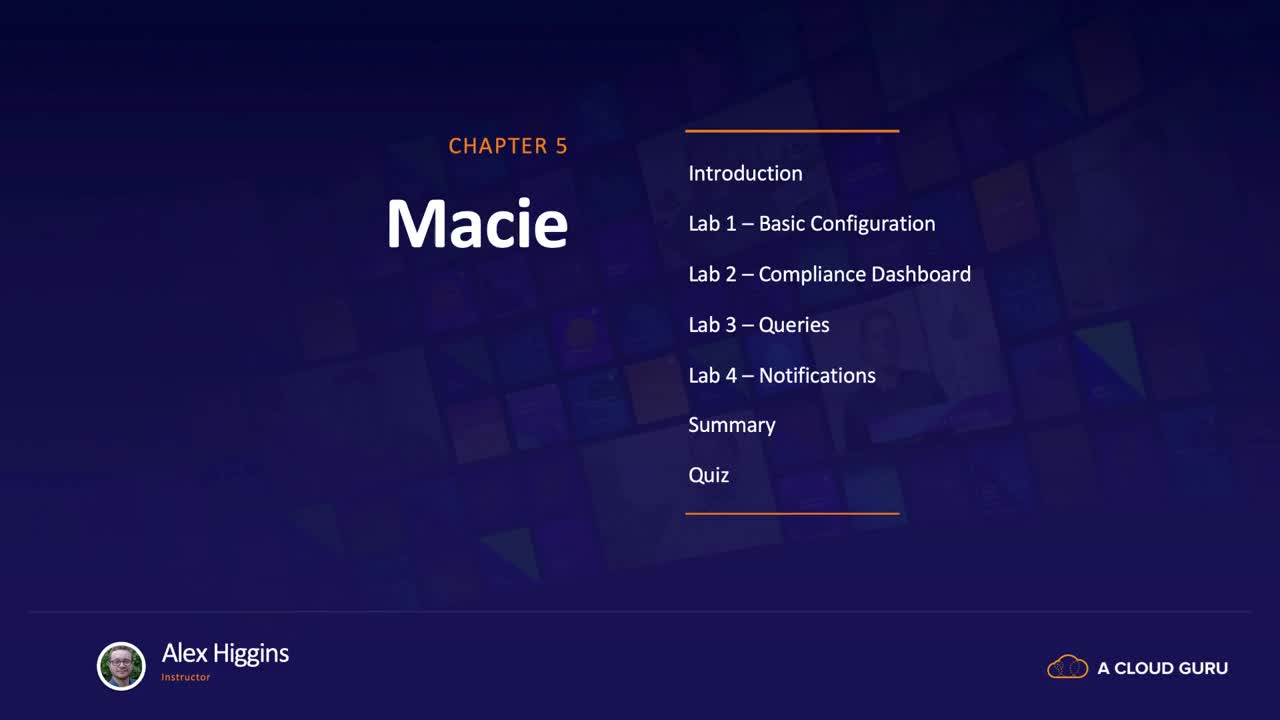 CHAPTER 5
Macie
Introduction
Lab 1 – Basic Configuration
Lab 2 – Compliance Dashboard
Lab 3 – Queries
Lab 4 – Notifications
Summary
Quiz
Alex Higgins
Instructor
A CLOUD GURU